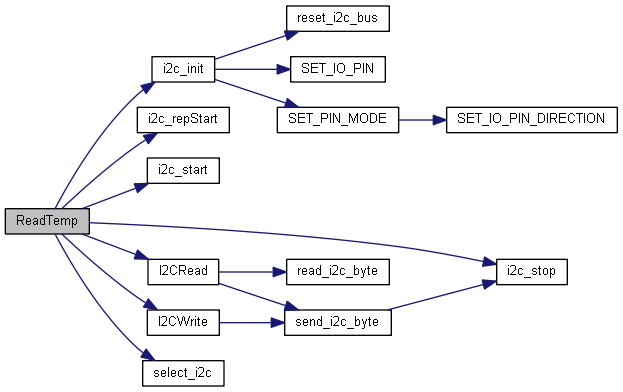 reset_i2c_bus
i2c_init
SET_IO_PIN
i2c_repStart
SET_PIN_MODE
SET_IO_PIN_DIRECTION
i2c_start
ReadTemp
I2CRead
read_i2c_byte
i2c_stop
I2CWrite
send_i2c_byte
select_i2c